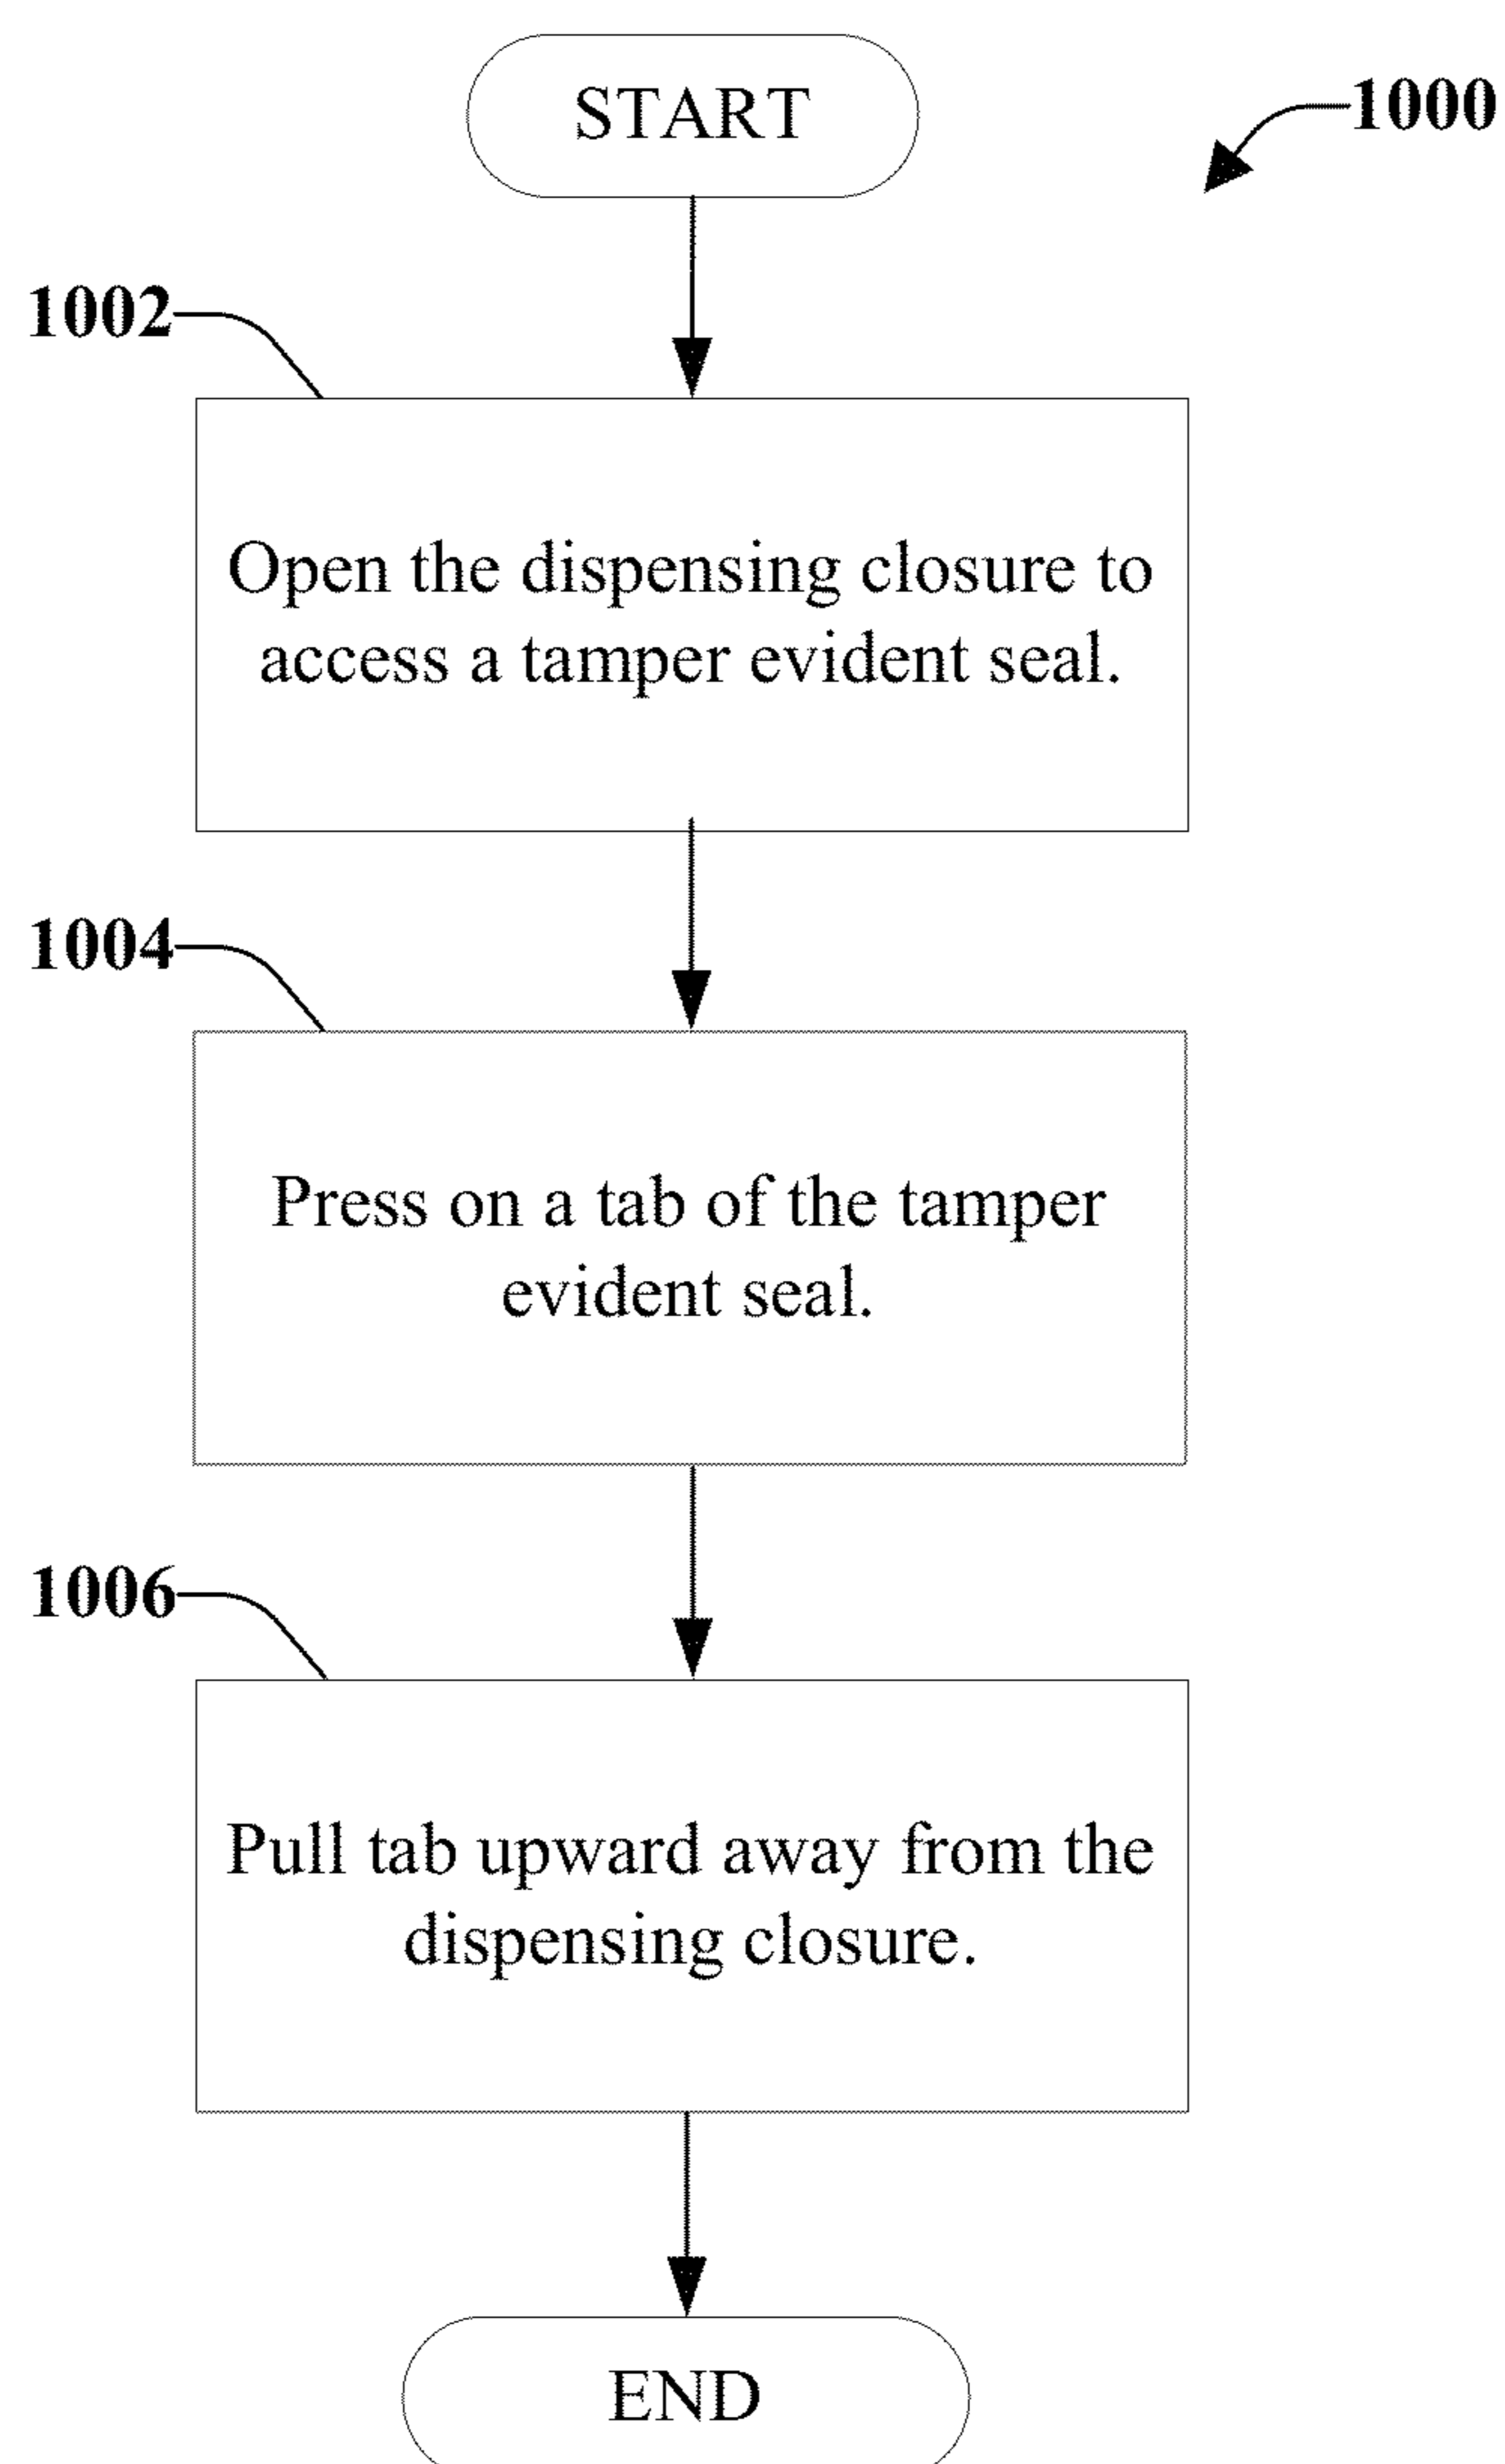 START
1000
1002
Open the dispensing closure to
access a tamper evident seal.
1004
Press on a tab of the tamper
evident seal.
1006
Pull tab upward away from the
dispensing closure.
END